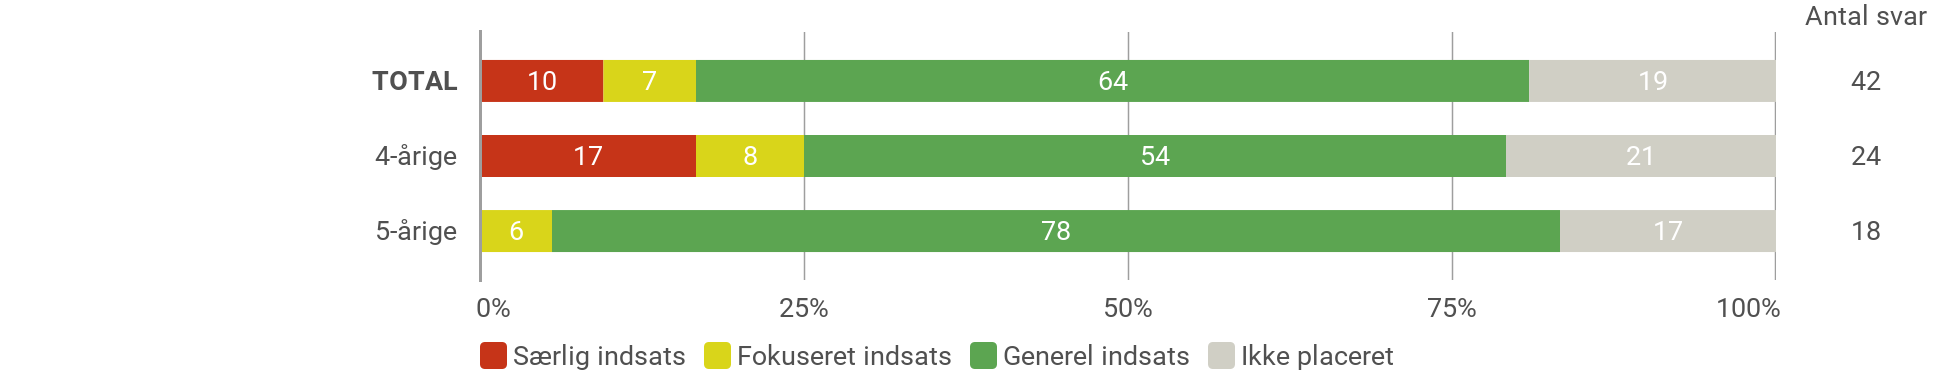 Antal svar
TOTAL 10 7 64 19 42
4-årige 17 8 54 21 24
5-årige 6 78 17 18
0% 25% 50% 75% 100%
Særlig indsats Fokuseret indsats Generel indsats Ikke placeret